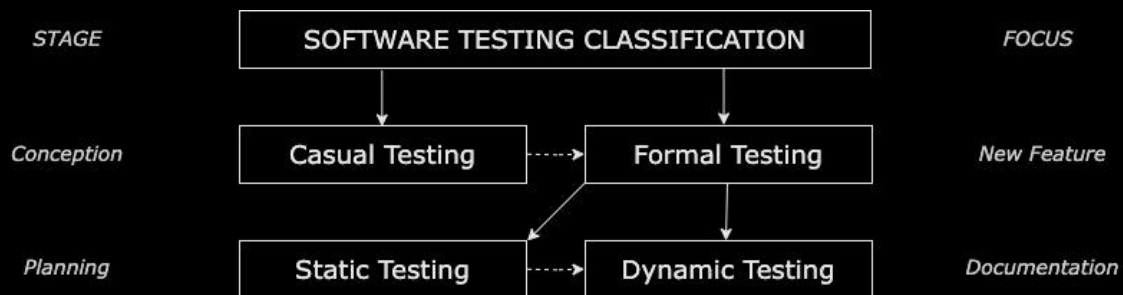 STAGE SOFTWARE TESTING CLASSIFICATION FOCUS
Conception Casual Testing Formal Testing New Feature
Planning Static Testing Dynamic Testing Documentation